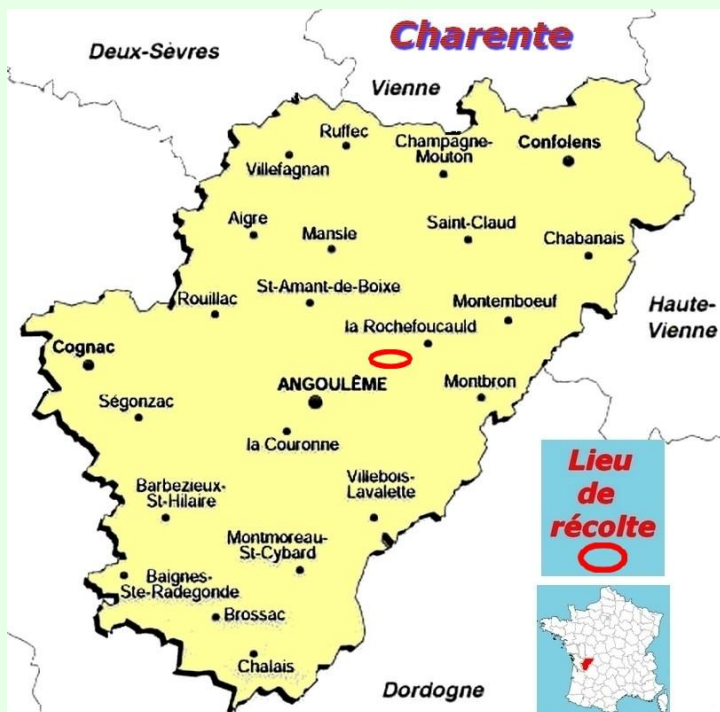 Charente
Deux-Sèvres
Vienne
Ruffec
Champagne-
Mouton
Confolens
Villefagnan
Aigre
Mansle
Saint-Claud
Chabanais
St-Amant-de-Boixe
Rouillac
Montemboeuf
Haute-
Vienne
la Rochefoucauld
Cognac
ANGOULÊME
Montbron
Ségonzac
la Couronne
Lieu
de
récolte
Barbezieux-
St-Hilaire
Villebois-
Lavalette
Montmoreau-
St-Cybard
Baignes-
Ste-Radegonde
Brossac
Chalais
Dordogne